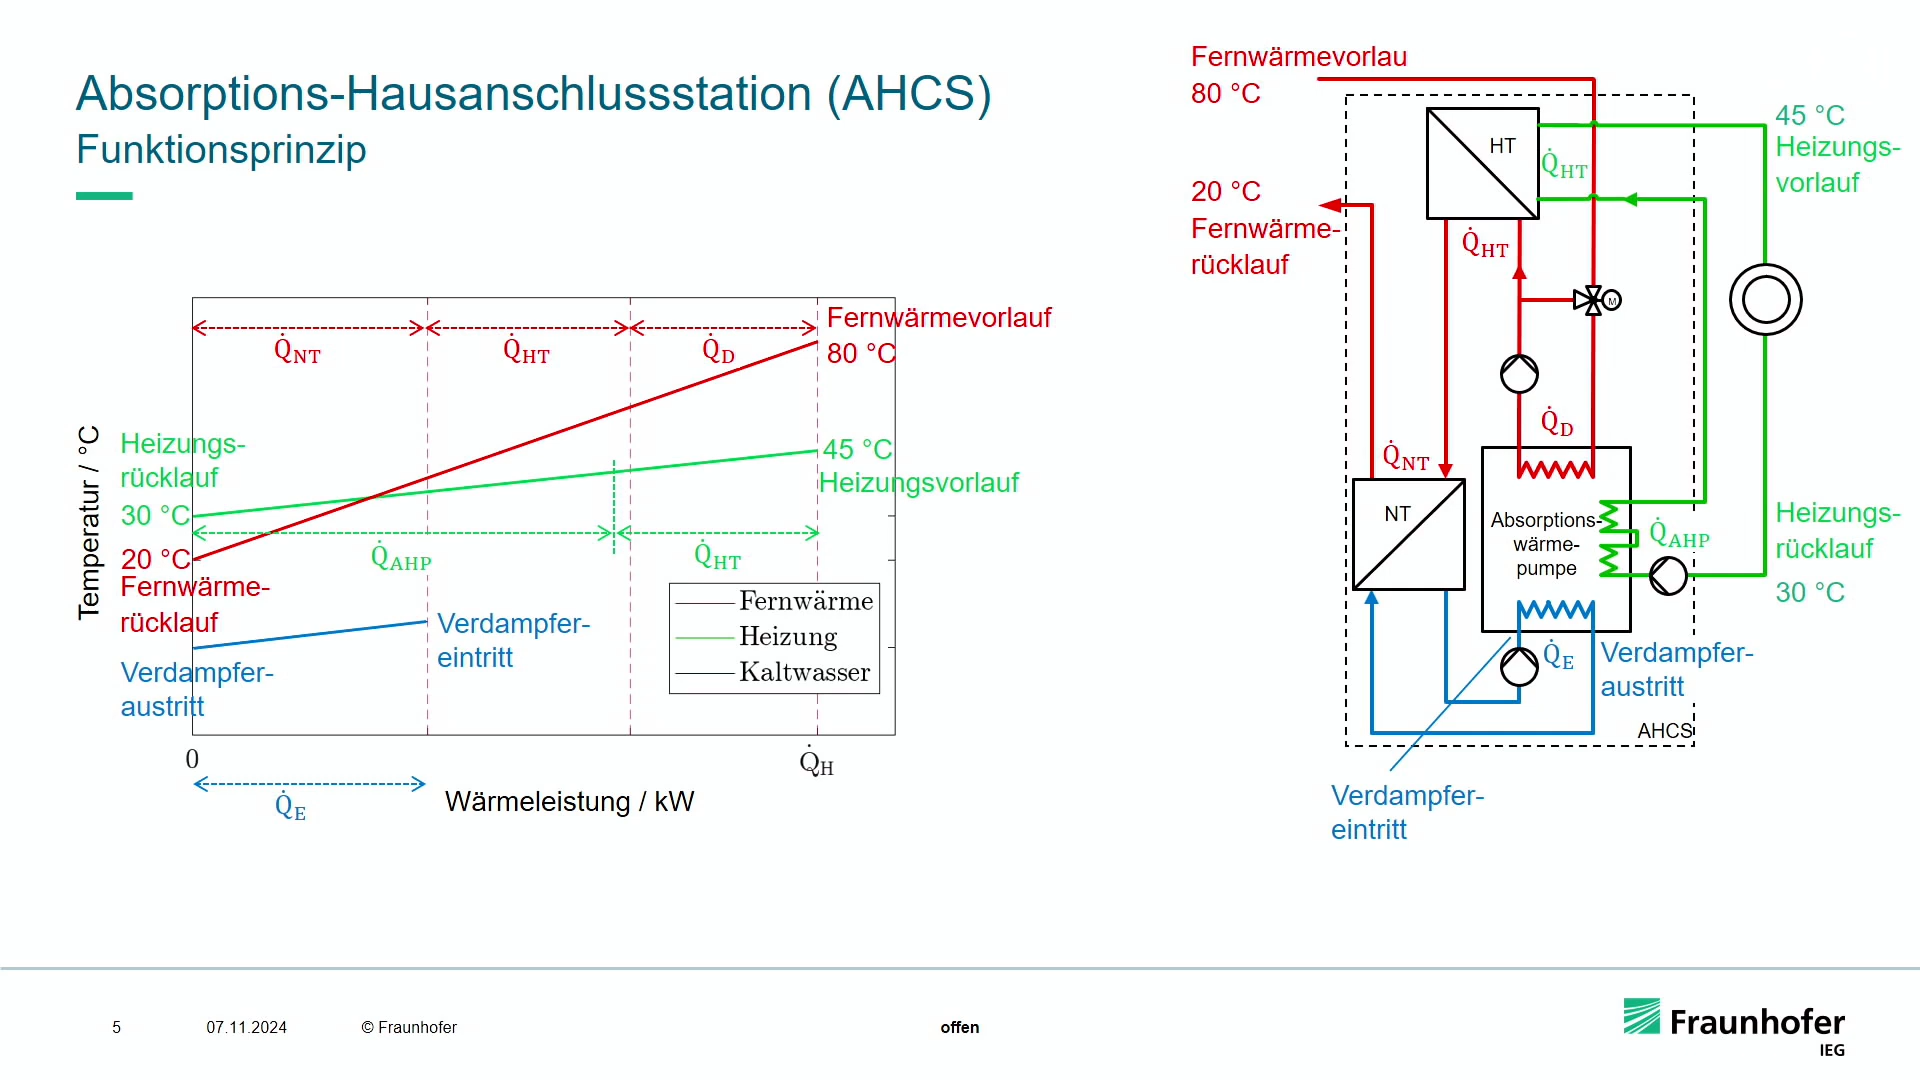 Absorptions-Hausanschlussstation (AHCS)
Funktionsprinzip
Temperatur / °C
Q̇NT
Q̇HT
Q̇D
Fernwärmevorlauf
80 °C
Heizungs-
rücklauf
30 °C
45 °C
Heizungsvorlauf
Q̇AHP
Q̇HT
20 °C
Fernwärme-
rücklauf
Verdampfer-
eintritt
Verdampfer-
austritt
Fernwärme
Heizung
Kaltwasser
0
Q̇H
Q̇E
Wärmeleistung / kW
Fernwärmevorlau
80 °C
20 °C
Fernwärme-
rücklauf
HT
Q̇HT
Q̇HT
45 °C
Heizungs-
vorlauf
M
Q̇D
Q̇NT
NT
Absorptions-
wärme-
pumpe
Q̇AHP
Heizungs-
rücklauf
30 °C
Q̇E
Verdampfer-
austritt
AHCS
Verdampfer-
eintritt
5
07.11.2024
© Fraunhofer
offen
Fraunhofer
IEG